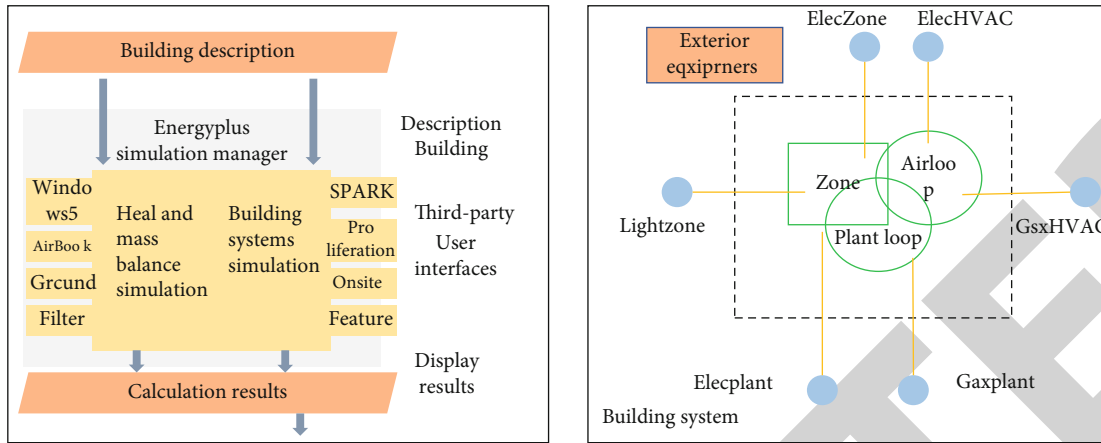 Building description
Energyplus
simulation manager
Description
Building
Windo
ws5
AirBoo k
Grcund
Filter
Heal and
mass
balance
simulation
Building
systems
simulation
SPARK
Pro
liferation
Onsite
Feature
Third-party
User
interfaces
Display
results
Calculation results
Exterior
eqxiprners
ElecZone
ElecHVAC
Zone
Airloo
p
Plant loop
Lightzone
GsxHVAC
Elecplant
Gaxplant
Building system
TE